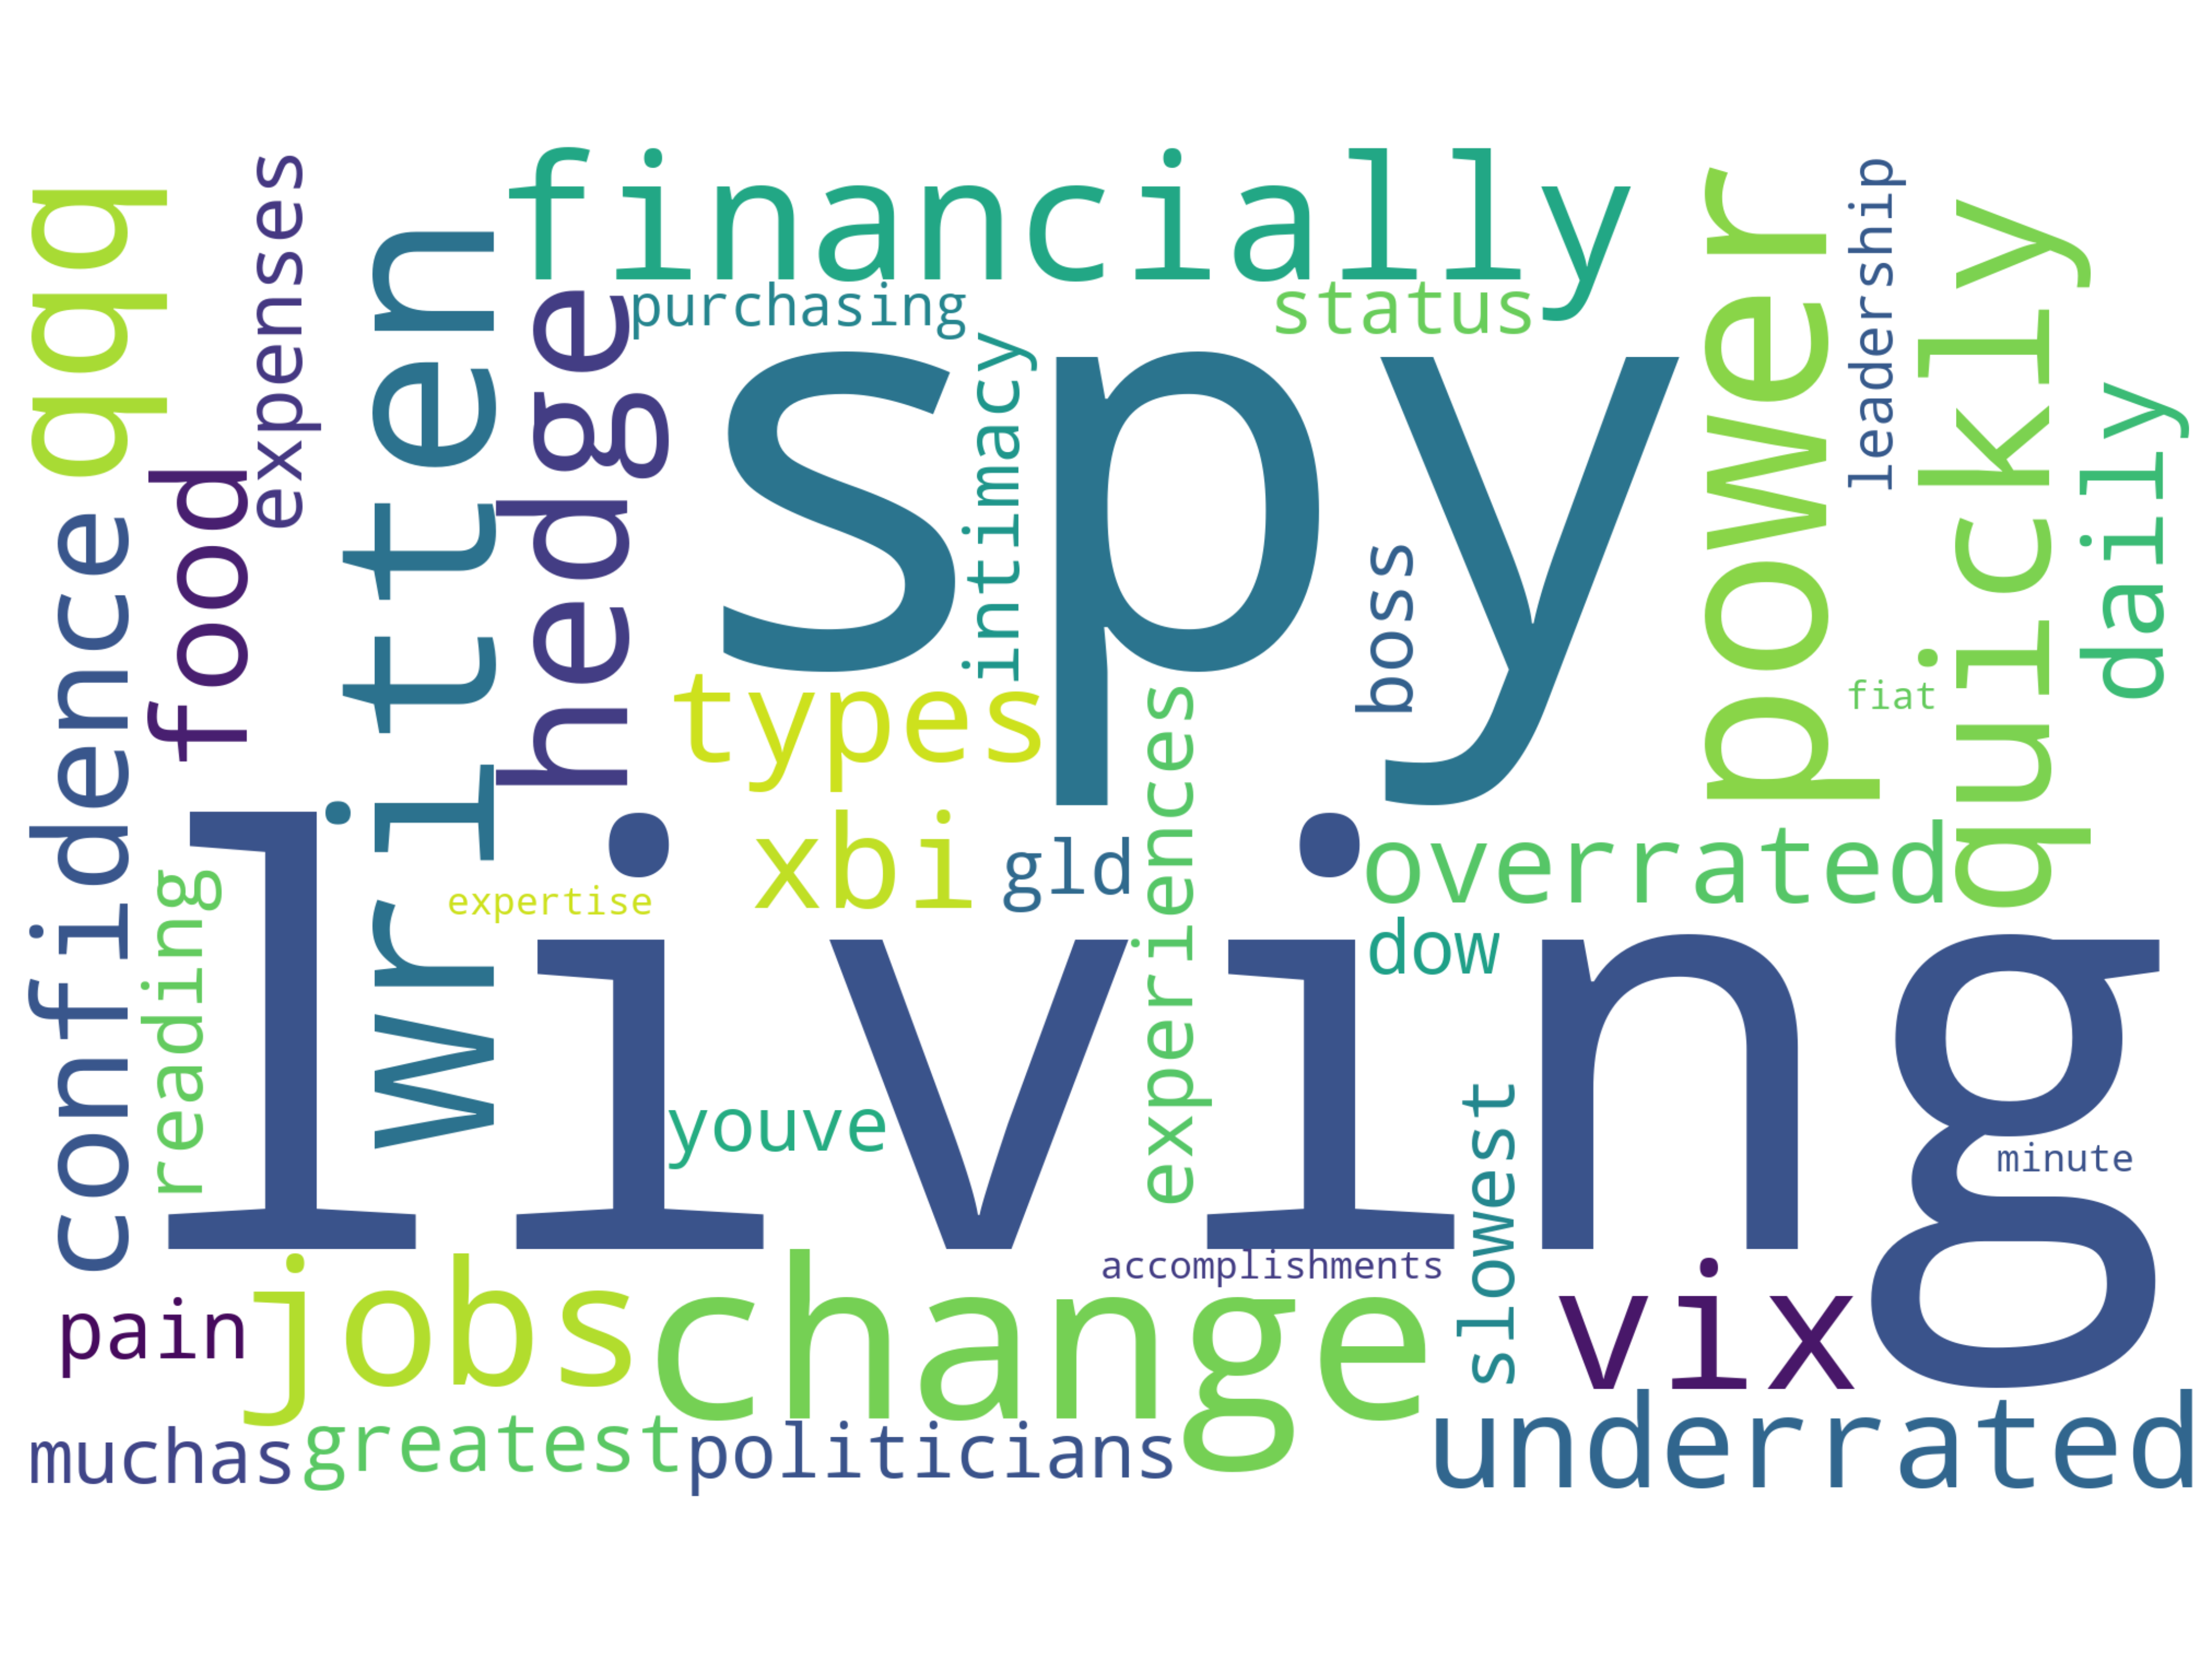 financially
qqq
expenses
written
hedge
purchasing
status
spy
intimacy
power
leadership
quickly
daily
food
confidence
boss
fiat
types
experiences
xbi
gld
overrated
dow
expertise
reading
living
youve
minute
slowest
accomplishments
pain
jobs
change
vix
muchas
greatest
politicians
underrated